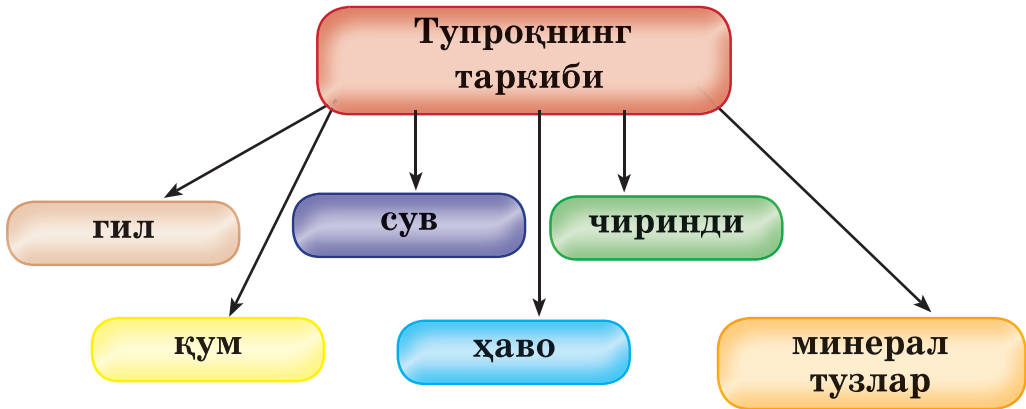 Тупроқнинг
таркиби
гил
сув
чиринди
қум
ҳаво
минерал
тузлар